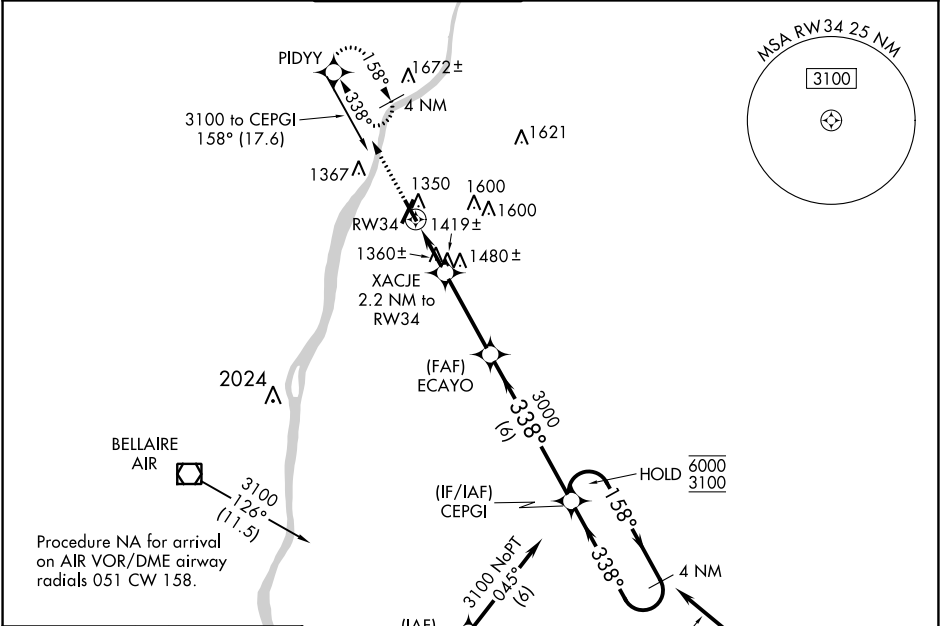 PIDYY
158°
338°
4 NM
1672±
3100 to CEPGI
158° (17.6)
1367
1621
MSA RW34 25 NM
3100
1350
1600
1600
RW34
1419±
1360±
1480±
XACJE
2.2 NM to
RW34
(FAF)
ECAYO
2024
3000
338°
(6)
BELLAIRE
AIR
3100
126°
(11.5)
(IF/IAF)
CEPGI
HOLD
6000
3100
158°
338°
4 NM
Procedure NA for arrival
on AIR VOR/DME airway
radials 051 CW 158.
3100 NoPT
045°
(6)
(IAF)